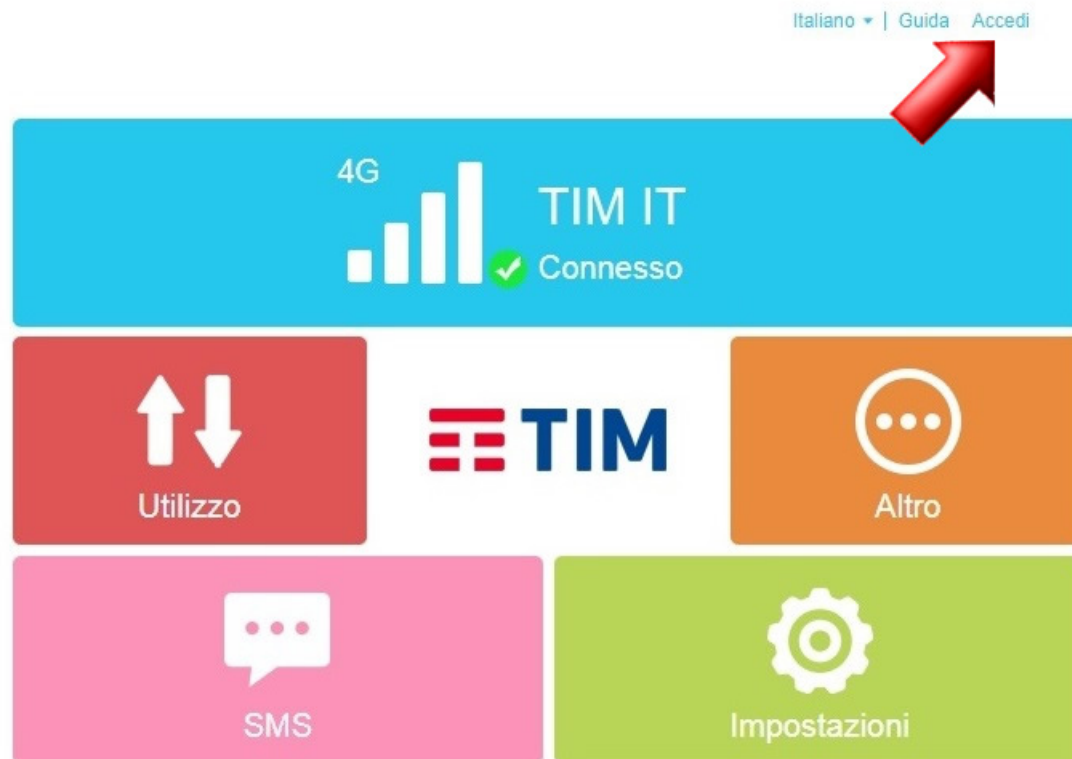 Italiano | Guida Accedi
4G
TIM IT
Connesso
Utilizzo
TIM
Altro
SMS
Impostazioni